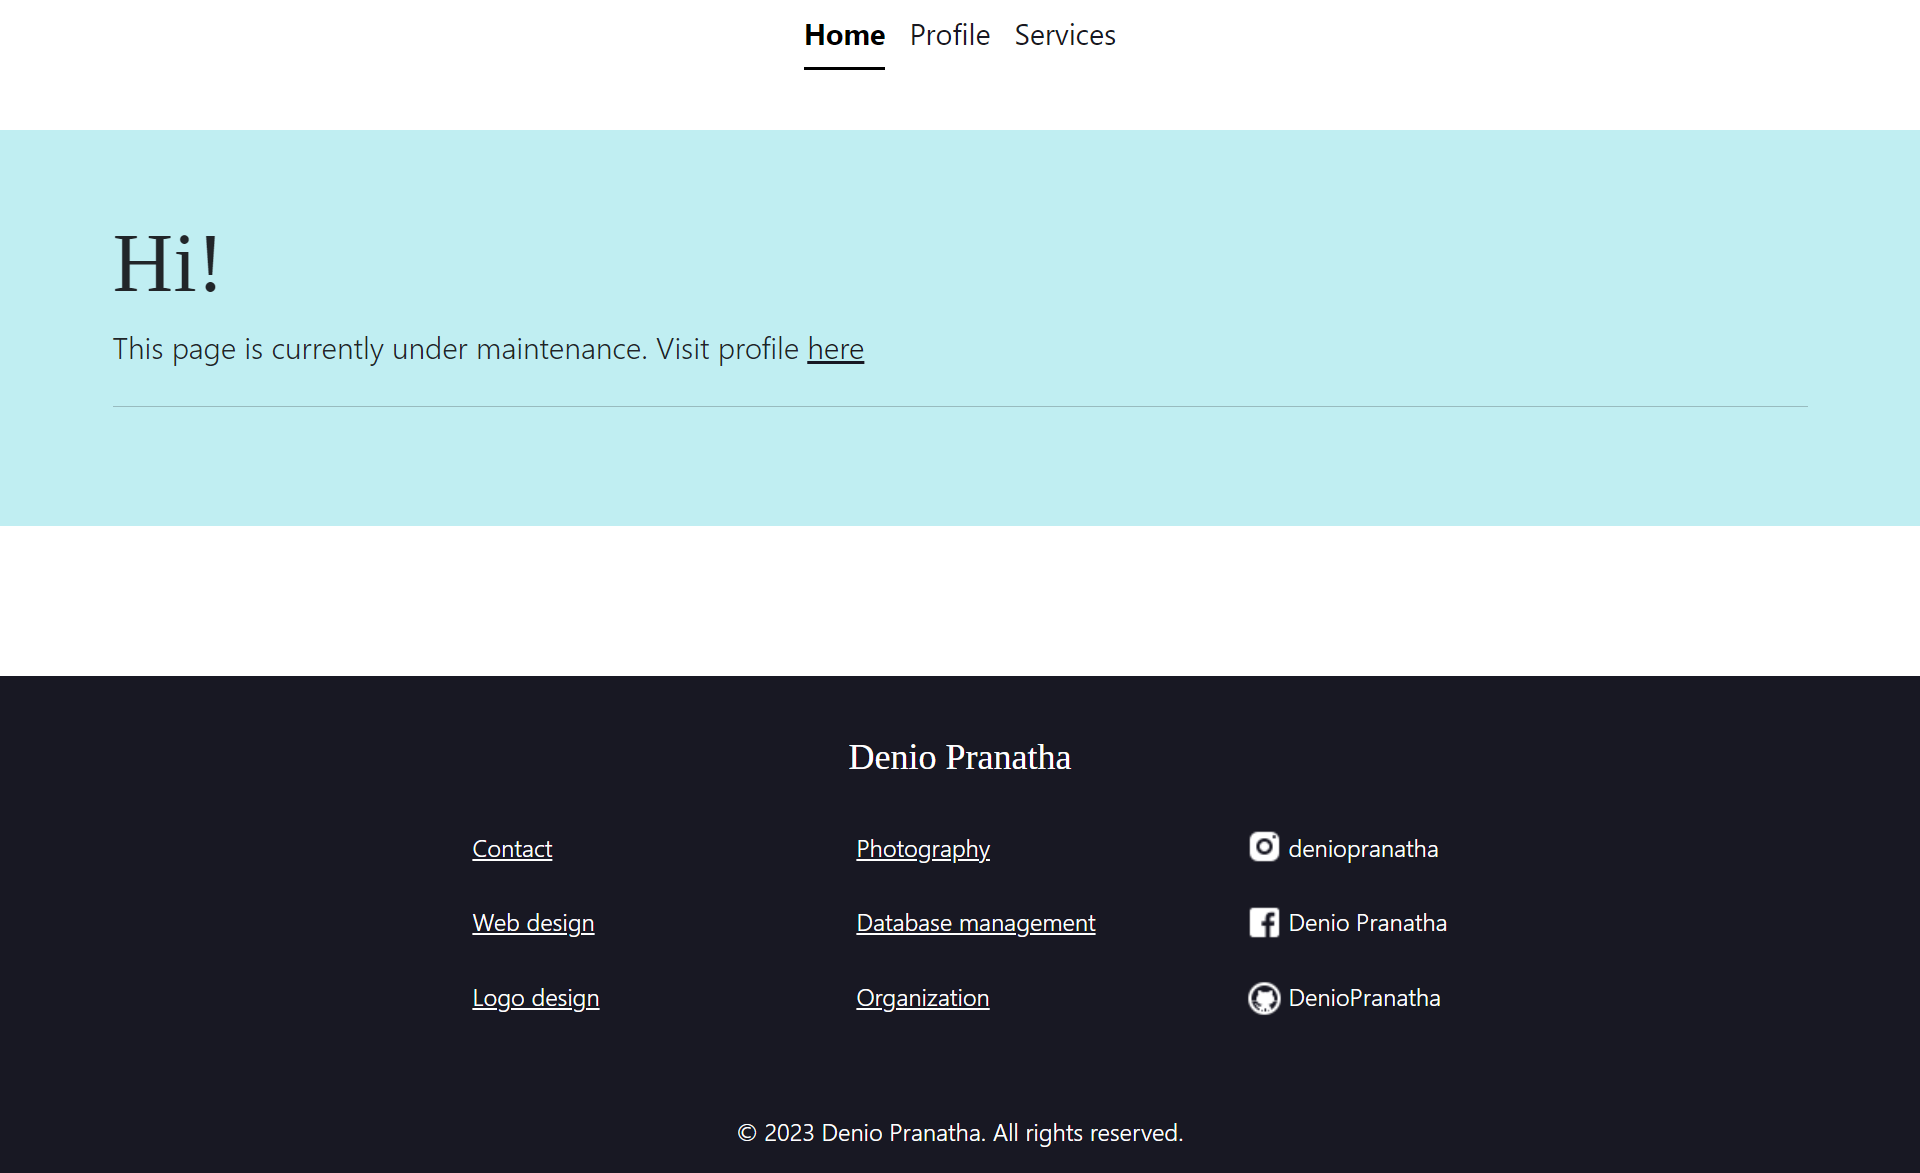 Home Profile Services
Hi!
This page is currently under maintenance. Visit profile here
Denio Pranatha
Contact Photography deniopranatha
Web design Database management Denio Pranatha
Logo design Organization DenioPranatha
© 2023 Denio Pranatha. All rights reserved.